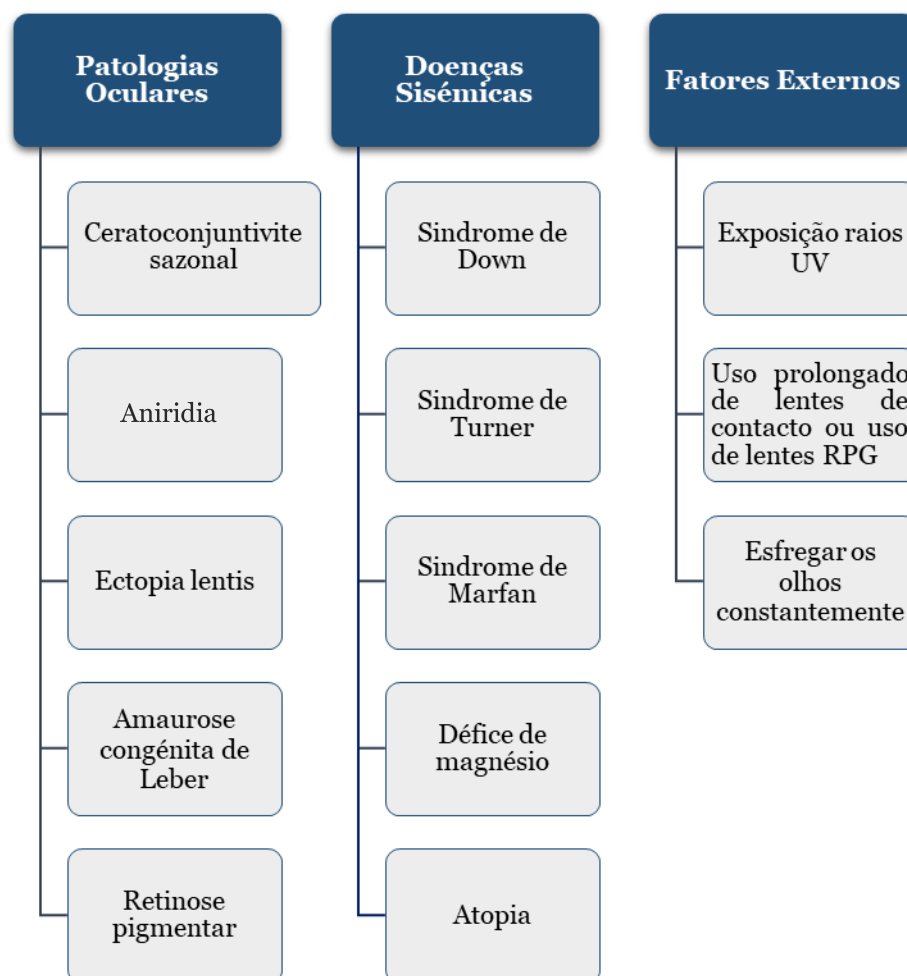 Patologias
Oculares
Ceratoconjuntivite
sazonal
Aniridia
Ectopia lentis
Amaurose
congénita de
Leber
Retinose
pigmentar
Doenças
Sisémicas
Sindrome de
Down
Sindrome de
Turner
Sindrome de
Marfan
Défice de
magnésio
Atopia
Fatores Externos
Exposição raios
UV
Uso prolongado
de lentes de
contacto ou uso
de lentes RPG
Esfregar os
olhos
constantemente